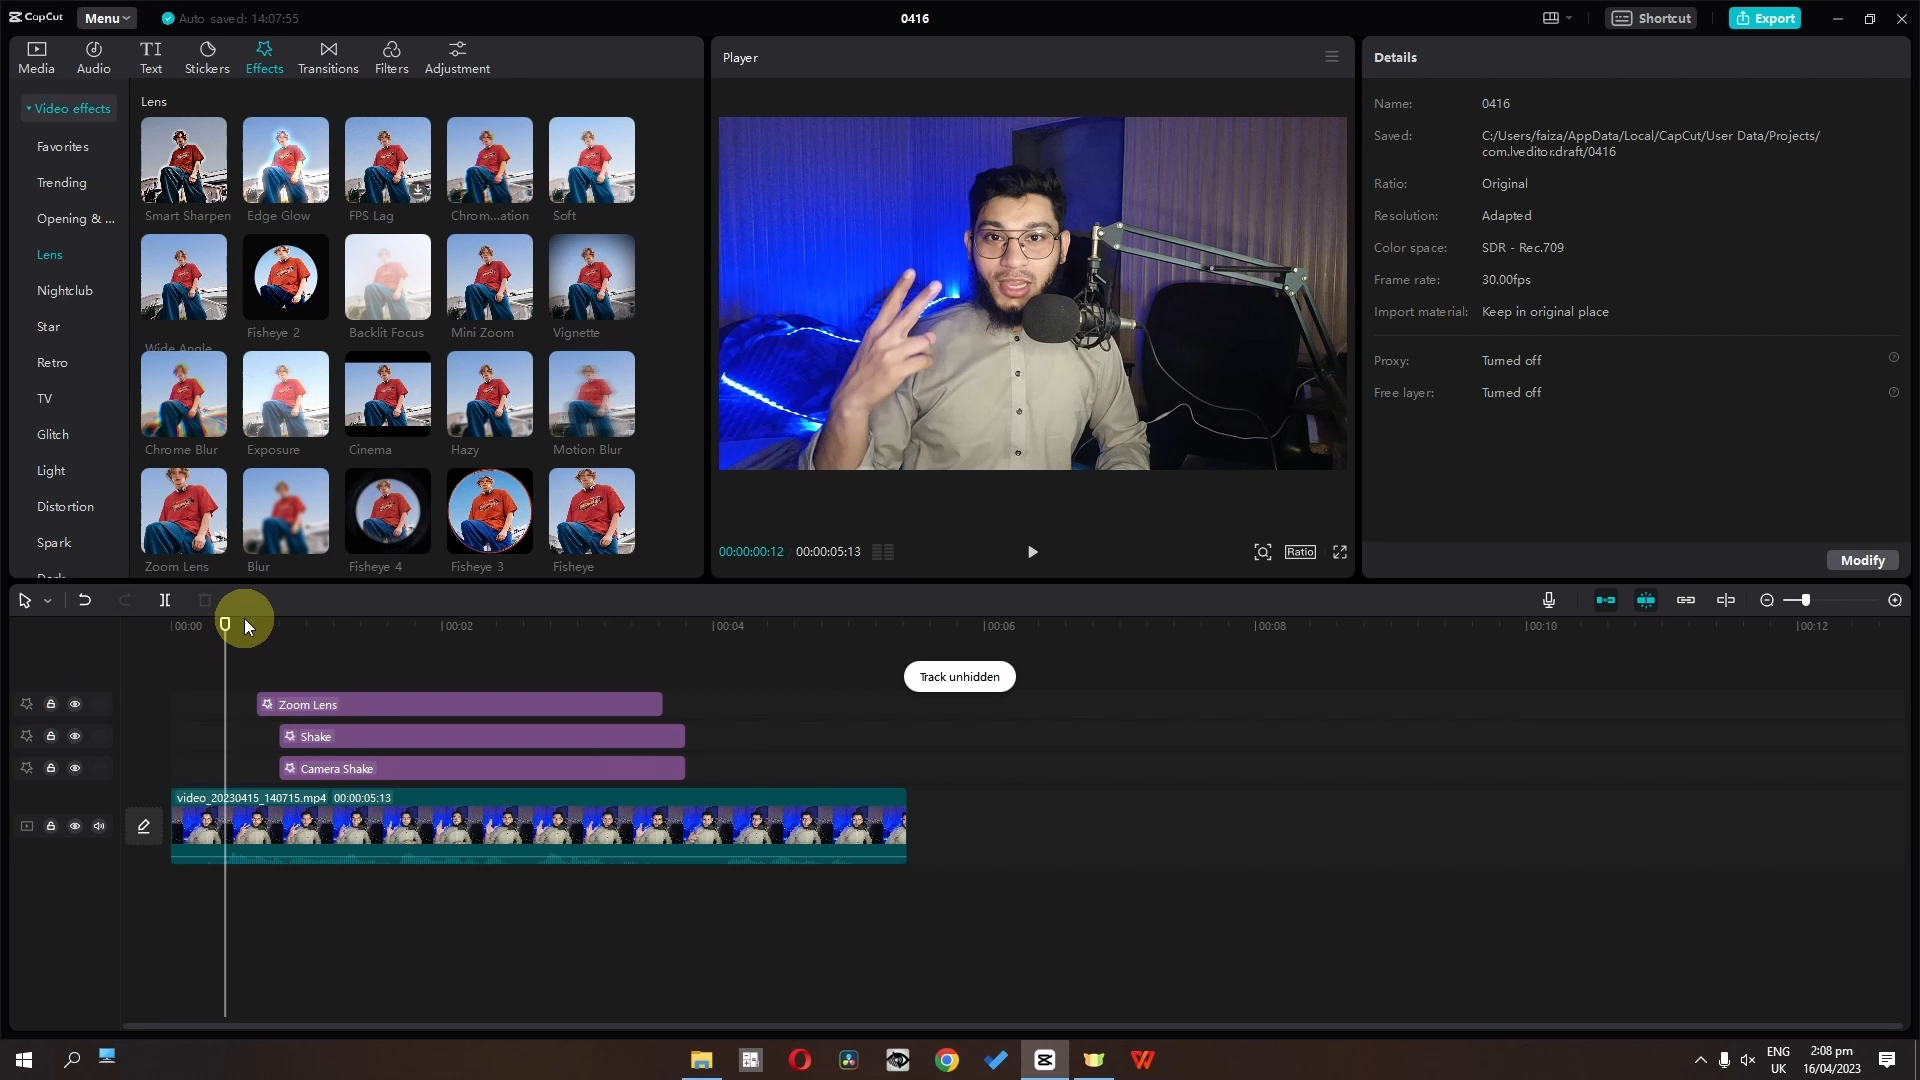 CapCut
Menu
Auto saved: 14:07:55
0416
Shortcut
Export
Media
Audio
TI
Text
Stickers
Effects
Transitions
Filters
Adjustment
Video effects
Favorites
Trending
Opening & ...
Lens
Nightclub
Star
Retro
TV
Glitch
Light
Distortion
Spark
Dark
Lens
Smart Sharpen
Edge Glow
FPS Lag
Chrom...ation
Soft
Wide Angle
Fisheye 2
Backlit Focus
Mini Zoom
Vignette
Chrome Blur
Exposure
Cinema
Hazy
Motion Blur
Zoom Lens
Blur
Fisheye 4
Fisheye 3
Fisheye
Player
00:00:00:12
00:00:05:13
Ratio
Details
Name: 0416
Saved: C:/Users/faiza/AppData/Local/CapCut/User Data/Projects/
com.lveditor.draft/0416
Ratio: Original
Resolution: Adapted
Color space: SDR - Rec.709
Frame rate: 30.00fps
Import material: Keep in original place
Proxy: Turned off
Free layer: Turned off
Modify
00:00
00:02
00:04
00:06
00:08
00:10
00:12
Track unhidden
Zoom Lens
Shake
Camera Shake
video_20230415_140715.mp4 00:00:05:13
ENG
UK
2:08 pm
16/04/2023